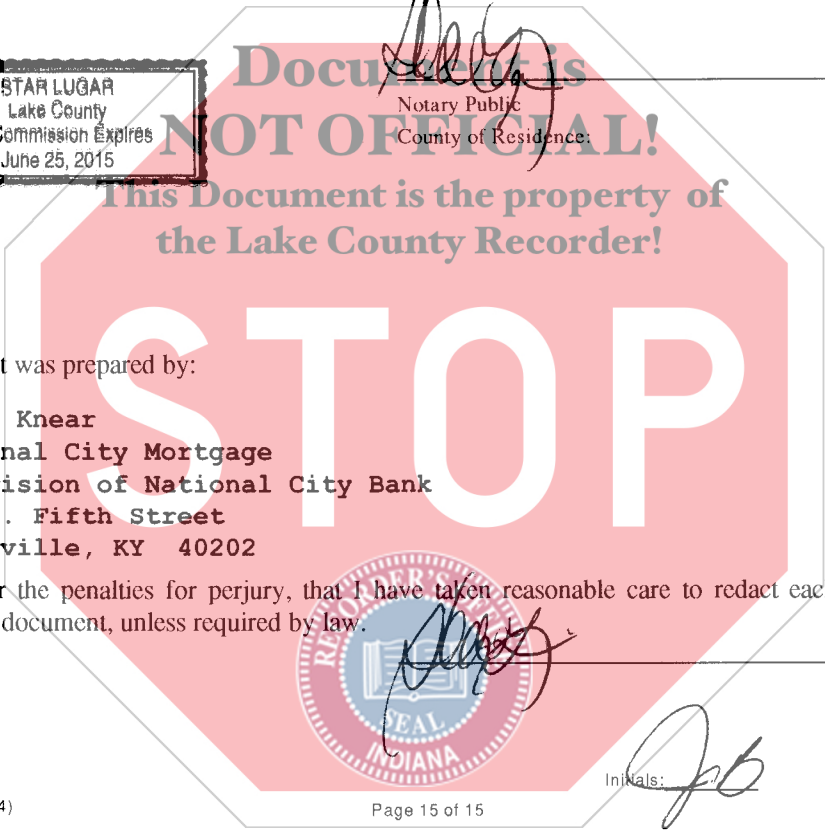 Document is
NOT OFFICIAL!
This Document is the property of
the Lake County Recorder!
STAR LUGAR
Lake County
Commission Expires
June 25, 2015
Notary Public
County of Residence:
STOP
t was prepared by:
Knear
nal City Mortgage
ision of National City Bank
. Fifth Street
ville, KY 40202
r the penalties for perjury, that I have taken reasonable care to redact eac
document, unless required by law.
RECORDER'S
SEAL
INDIANA
Initials:
4)
Page 15 of 15